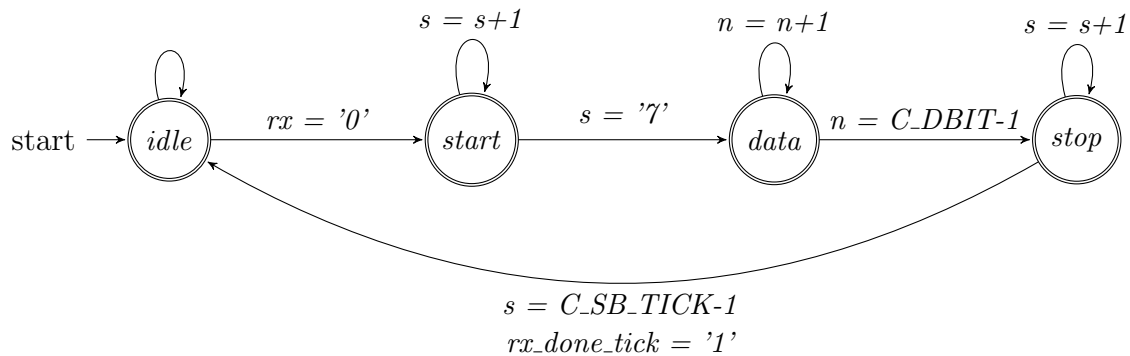 s = s+1
n = n+1
s = s+1
rx = '0'
s = '7'
n = C_DBIT-1
start
idle
start
data
stop
s = C_SB_TICK-1
rx_done_tick = '1'